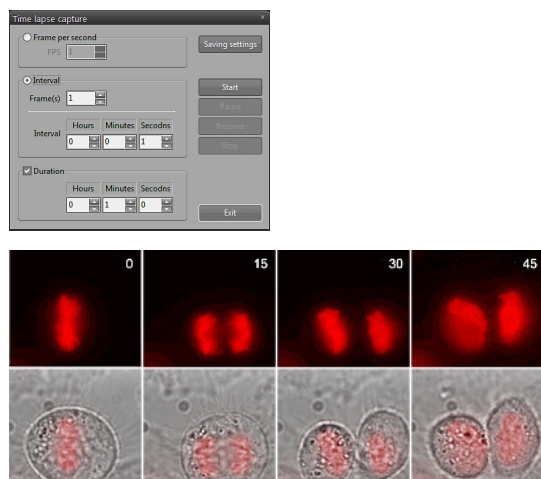 Time lapse capture ×
Frame per second
FPS 1
Saving settings
Interval
Frame(s) 1
Hours Minutes Secodns
Interval 0 0 1
Start
Pause
Resume
Stop
Duration
Hours Minutes Secodns
0 1 0
Exit
0 15 30 45